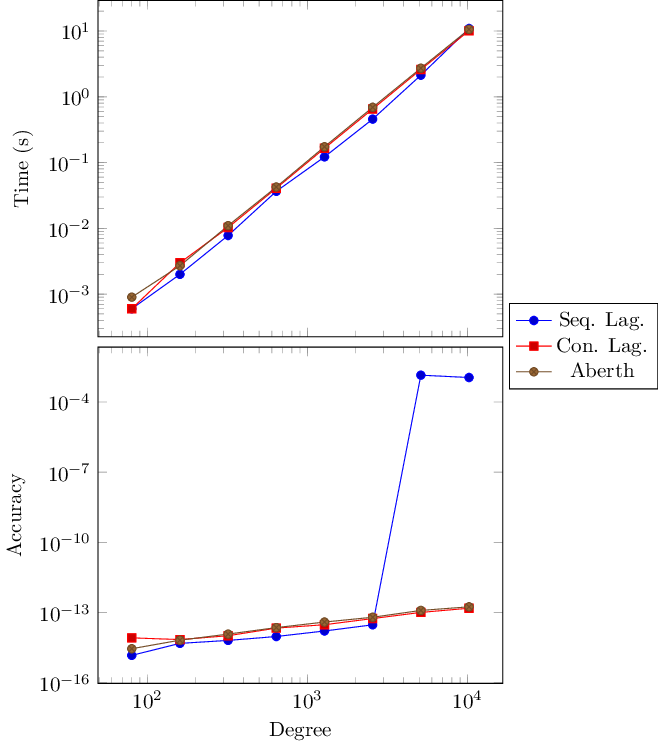 10^1
10^0
10^−1
10^−2
10^−3
Time (s)
Seq. Lag.
Con. Lag.
Aberth
10^−4
10^−7
10^−10
10^−13
10^−16
Accuracy
10^2
10^3
10^4
Degree